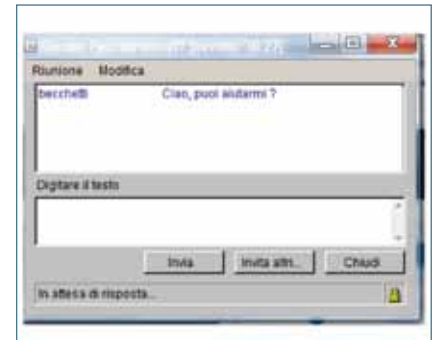 Riunione Modifica
becchetti Ciao, puoi aiutarmi ?
Digitare il testo
Invia Invita altri... Chiudi
In attesa di risposta...